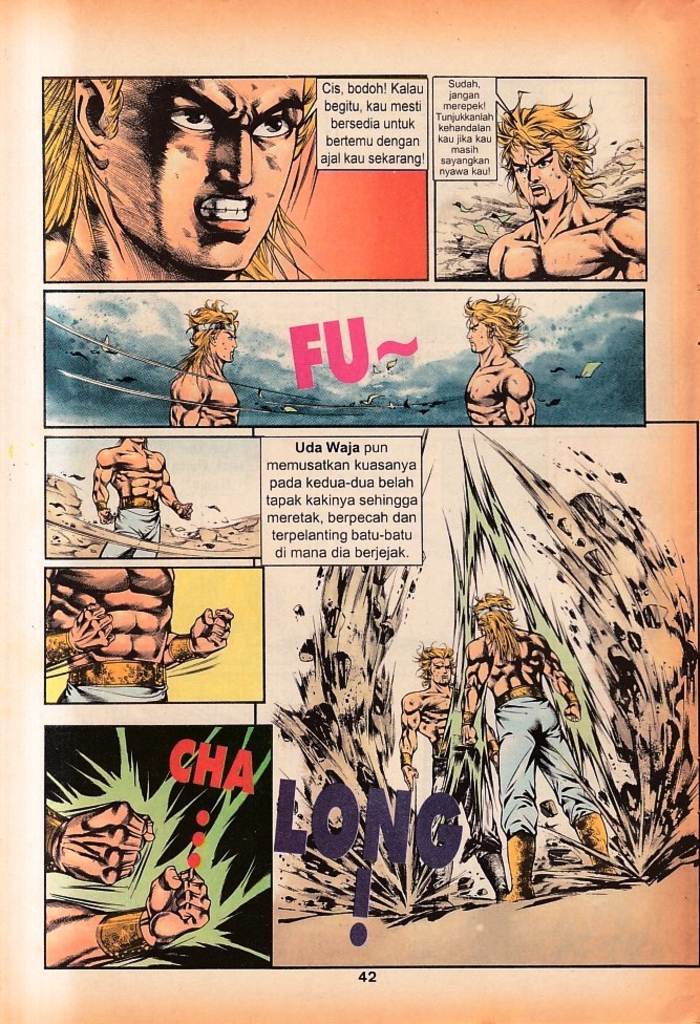 Cis, bodoh! Kalau
begitu, kau mesti
bersedia untuk
bertemu dengan
ajal kau sekarang!
Sudah,
jangan
merepek!
Tunjukkanlah
kehandalan
kau jika kau
masih
sayangkan
nyawa kau!
FU~
Uda Waja pun
memusatkan kuasanya
pada kedua-dua belah
tapak kakinya sehingga
meretak, berpecah dan
terpelanting batu-batu
di mana dia berjejak.
CHA
...
LONG
!
42